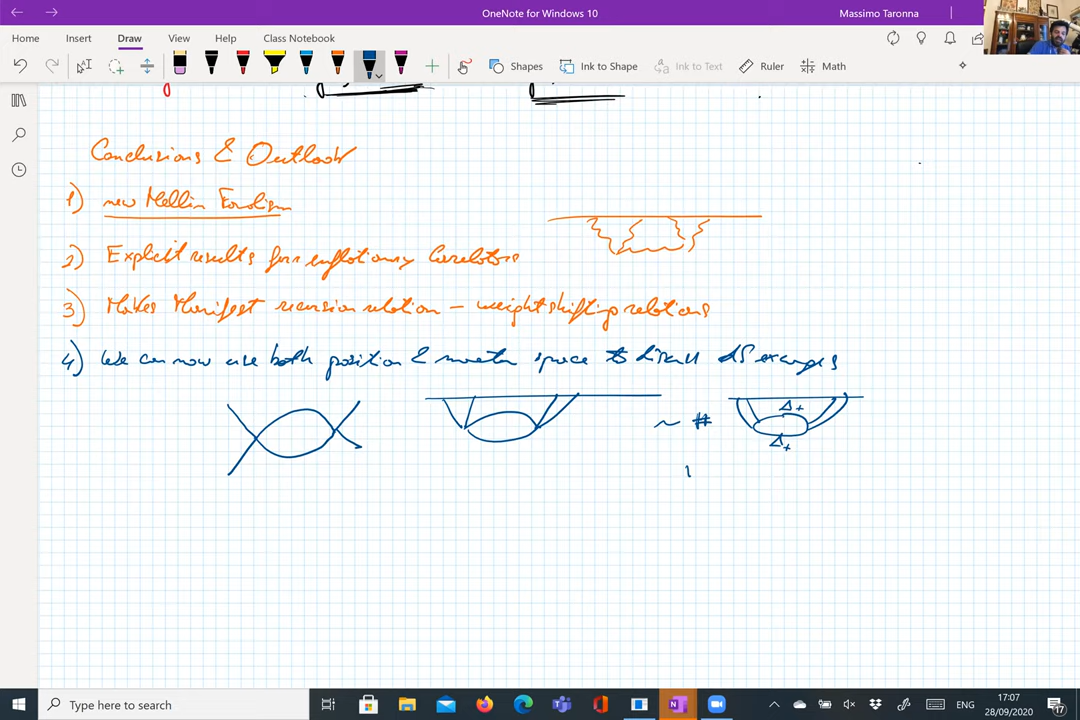 OneNote for Windows 10
Massimo Taronna
Home Insert Draw View Help Class Notebook
Shapes Ink to Shape Ink to Text Ruler Math
Conclusions & Outlook
1) new Mellin Formalism
2) Explicit results for inflationary Correlators
3) Makes Manifest recursion relation – weight shifting relations
4) We can now use both position & space to dS exchanges
~ # Δ+
Δ+
Type here to search
ENG
17:07
28/09/2020
17